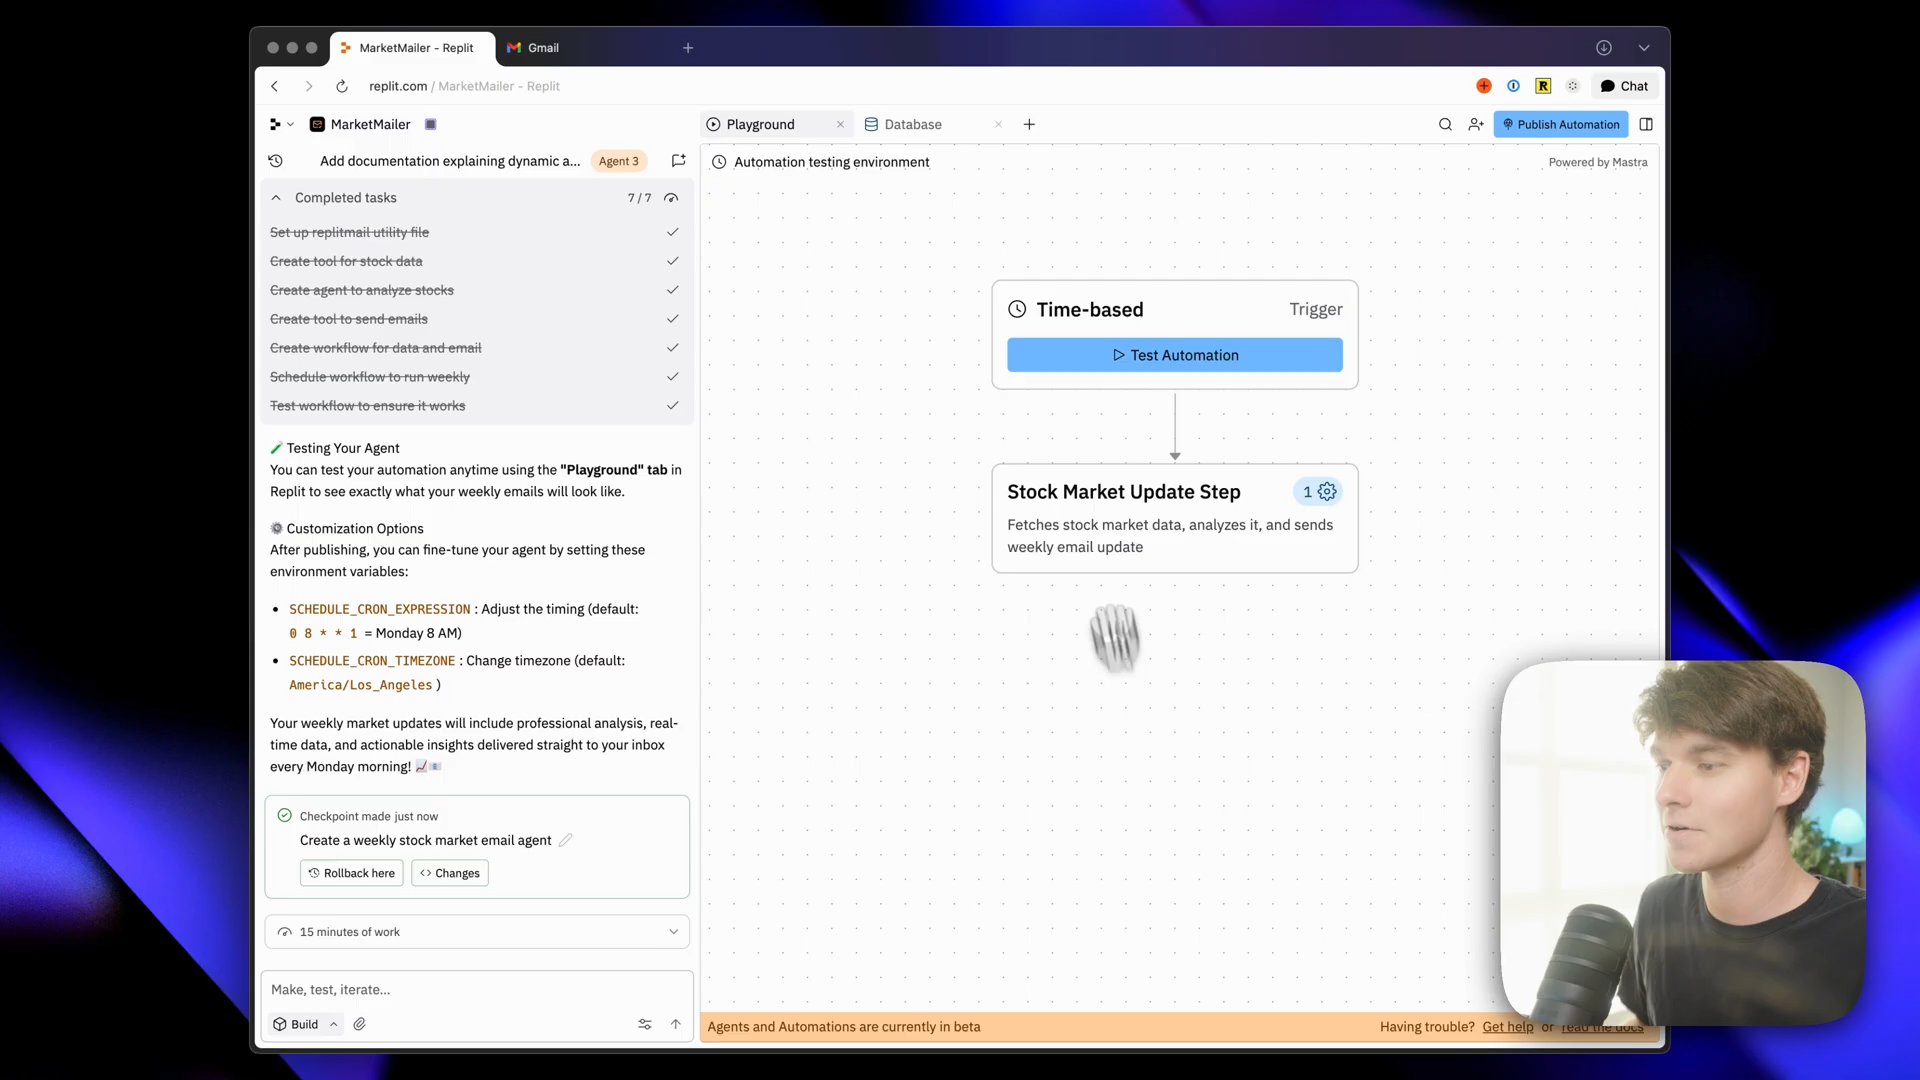 MarketMailer - Replit
Gmail
replit.com / MarketMailer - Replit
R
Chat
MarketMailer
Playground
Database
Publish Automation
Add documentation explaining dynamic a...
Agent 3
Automation testing environment
Powered by Mastra
Completed tasks
7 / 7
Set up replitmail utility file
Create tool for stock data
Create agent to analyze stocks
Create tool to send emails
Create workflow for data and email
Schedule workflow to run weekly
Test workflow to ensure it works
Testing Your Agent
You can test your automation anytime using the "Playground" tab in
Replit to see exactly what your weekly emails will look like.
Customization Options
After publishing, you can fine-tune your agent by setting these
environment variables:
• SCHEDULE_CRON_EXPRESSION : Adjust the timing (default:
0 8 * * 1 = Monday 8 AM)
• SCHEDULE_CRON_TIMEZONE : Change timezone (default:
America/Los_Angeles )
Your weekly market updates will include professional analysis, real-
time data, and actionable insights delivered straight to your inbox
every Monday morning!
Checkpoint made just now
Create a weekly stock market email agent
Rollback here
Changes
15 minutes of work
Make, test, iterate...
Build
Time-based
Trigger
Test Automation
Stock Market Update Step
1
Fetches stock market data, analyzes it, and sends
weekly email update
Agents and Automations are currently in beta
Having trouble? Get help or read the docs